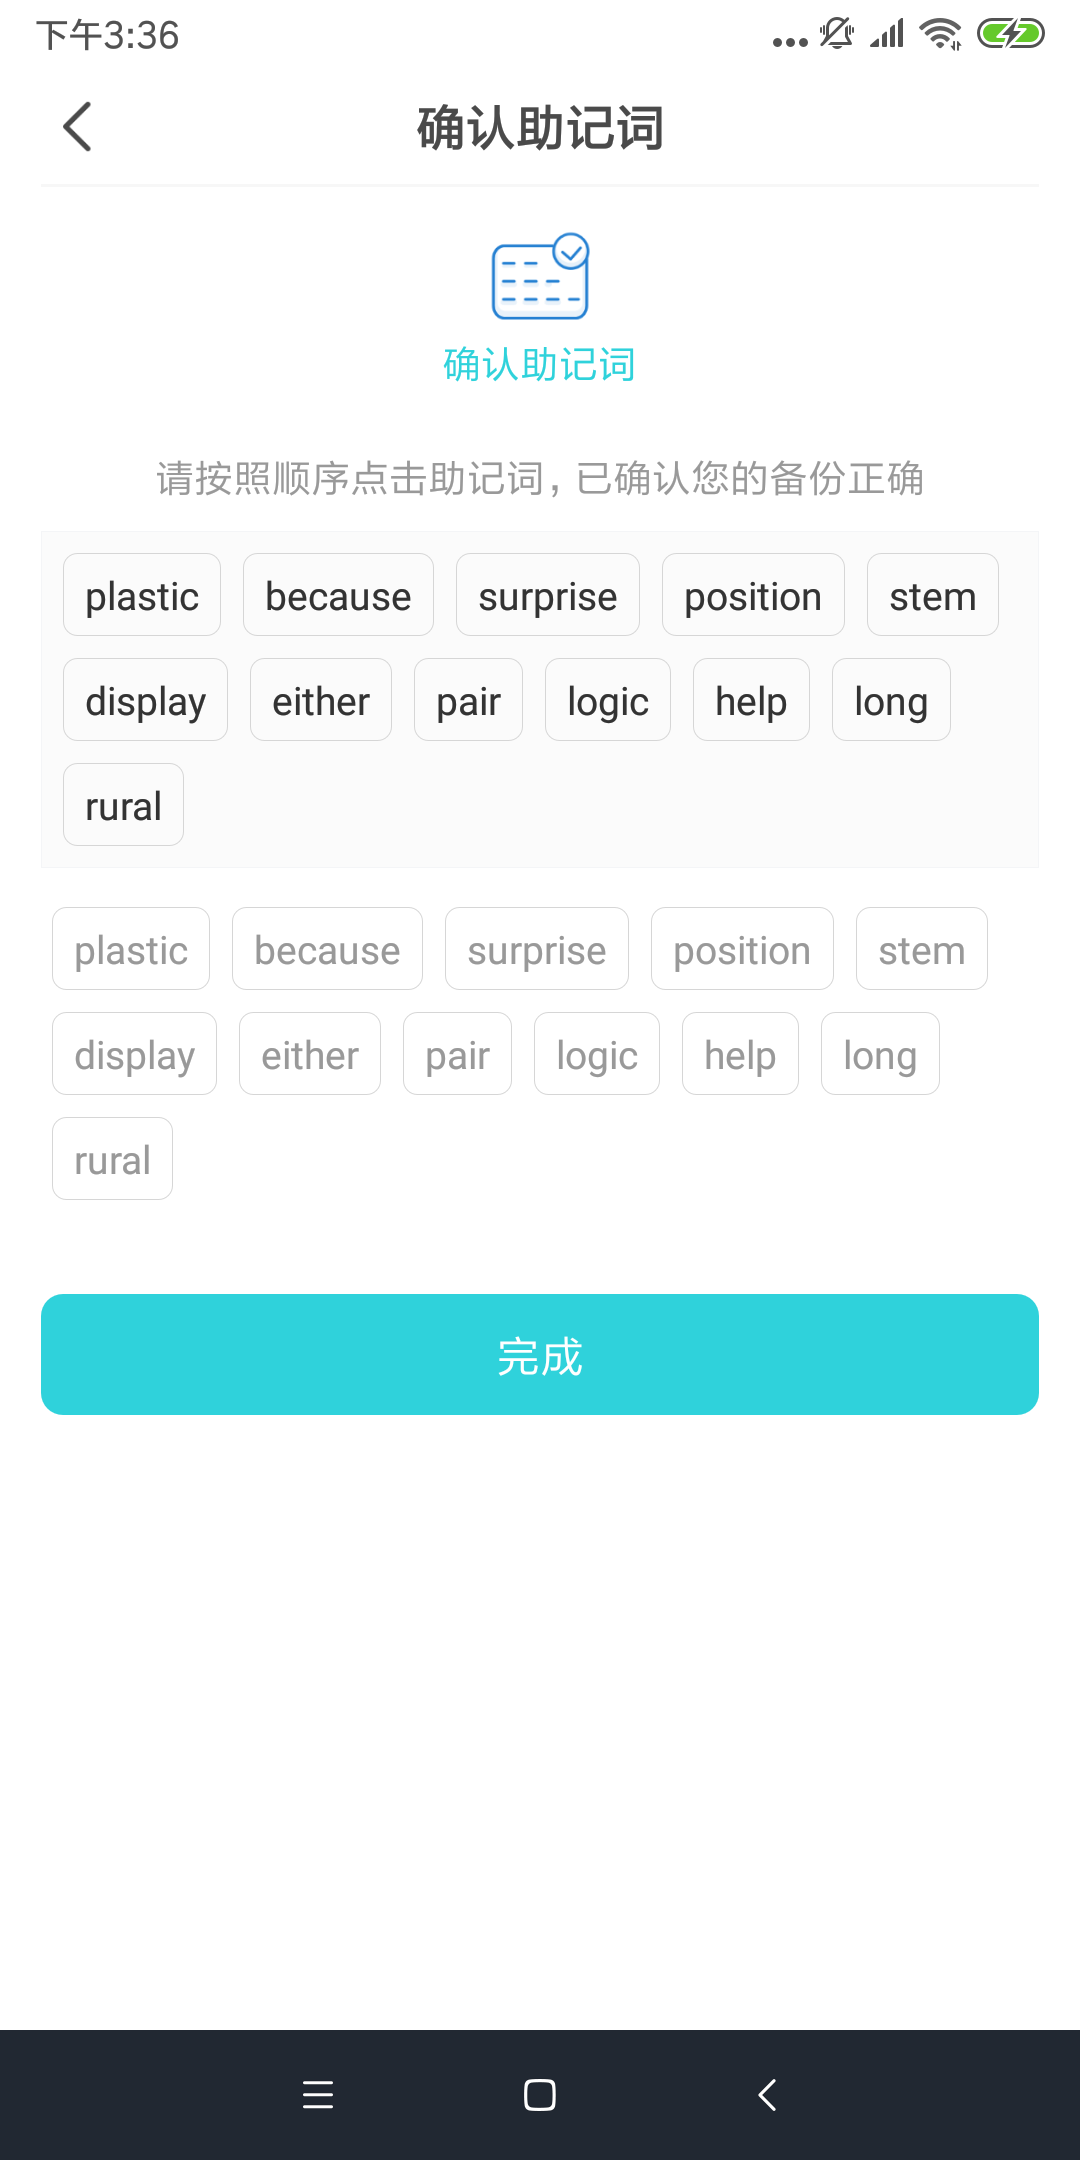 下午3:36
确认助记词
确认助记词
请按照顺序点击助记词，已确认您的备份正确
plastic because surprise position stem
display either pair logic help long
rural
plastic because surprise position stem
display either pair logic help long
rural
完成